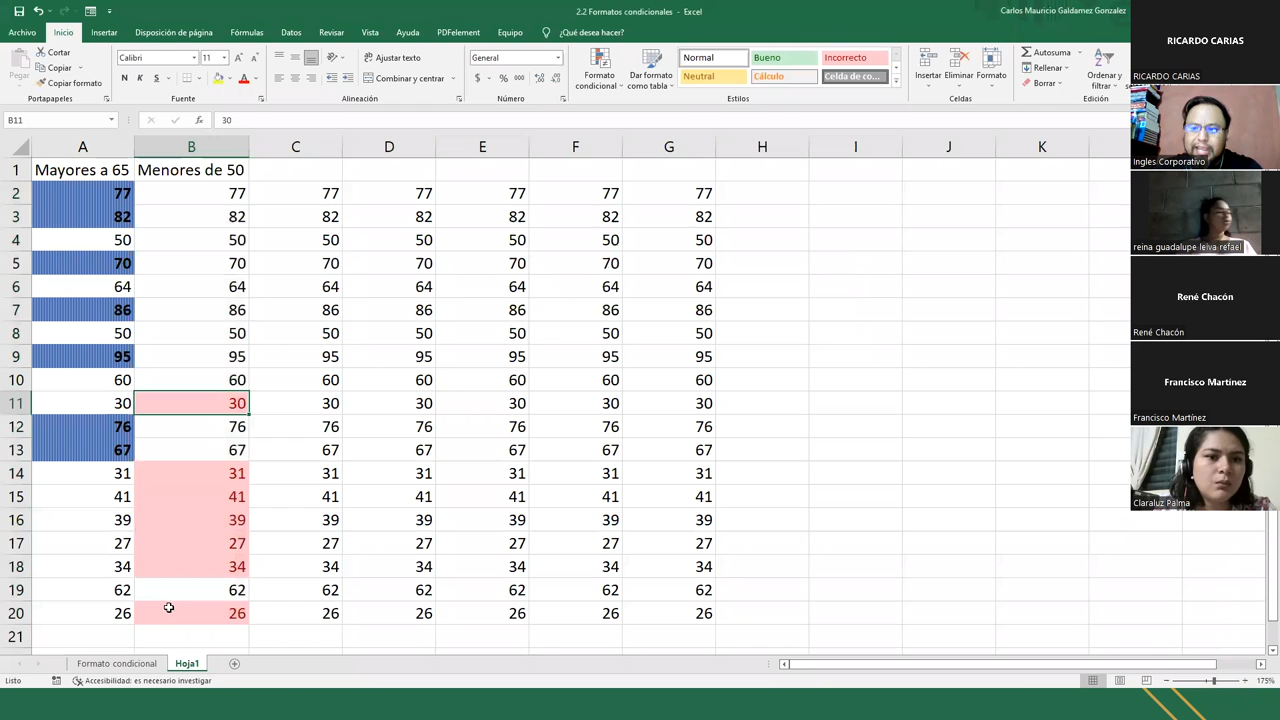 2.2 Formatos condicionales - Excel
Carlos Mauricio Galdamez Gonzalez
Archivo Inicio Insertar Disposición de página Fórmulas Datos Revisar Vista Ayuda PDFelement Equipo ¿Qué desea hacer?
Pegar
Cortar
Copiar
Copiar formato
Portapapeles
Calibri 11
N K S
Fuente
Ajustar texto
Combinar y centrar
Alineación
General
$ % 000
Número
Formato condicional
Dar formato como tabla
Normal Bueno Incorrecto
Neutral Cálculo Celda de co...
Estilos
Insertar Eliminar Formato
Celdas
Autosuma
Rellenar
Borrar
Ordenar y filtrar
Edición
B11 fx 30
A B C D E F G H I J K
1 Mayores a 65 Menores de 50
2 77 77 77 77 77 77 77
3 82 82 82 82 82 82 82
4 50 50 50 50 50 50 50
5 70 70 70 70 70 70 70
6 64 64 64 64 64 64 64
7 86 86 86 86 86 86 86
8 50 50 50 50 50 50 50
9 95 95 95 95 95 95 95
10 60 60 60 60 60 60 60
11 30 30 30 30 30 30 30
12 76 76 76 76 76 76 76
13 67 67 67 67 67 67 67
14 31 31 31 31 31 31 31
15 41 41 41 41 41 41 41
16 39 39 39 39 39 39 39
17 27 27 27 27 27 27 27
18 34 34 34 34 34 34 34
19 62 62 62 62 62 62 62
20 26 26 26 26 26 26 26
21
Formato condicional Hoja1
Listo Accesibilidad: es necesario investigar 175%
RICARDO CARIAS
RICARDO CARIAS
Ingles Corporativo
reina guadalupe leiva rafael
René Chacón
René Chacón
Francisco Martínez
Francisco Martínez
Claraluz Palma